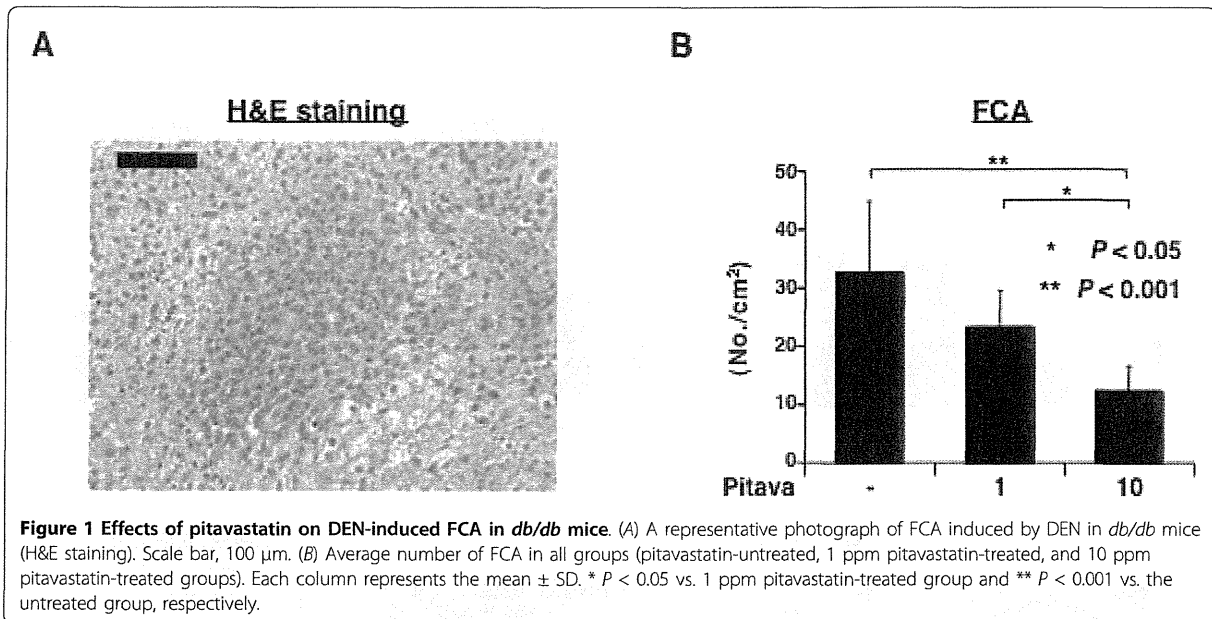 A
B
H&E staining
FCA
50
**
*
40
* P < 0.05
30
** P < 0.001
(No./cm²)
20
10
0
Pitava - 1 10
Figure 1 Effects of pitavastatin on DEN-induced FCA in db/db mice. (A) A representative photograph of FCA induced by DEN in db/db mice
(H&E staining). Scale bar, 100 μm. (B) Average number of FCA in all groups (pitavastatin-untreated, 1 ppm pitavastatin-treated, and 10 ppm
pitavastatin-treated groups). Each column represents the mean ± SD. * P < 0.05 vs. 1 ppm pitavastatin-treated group and ** P < 0.001 vs. the
untreated group, respectively.